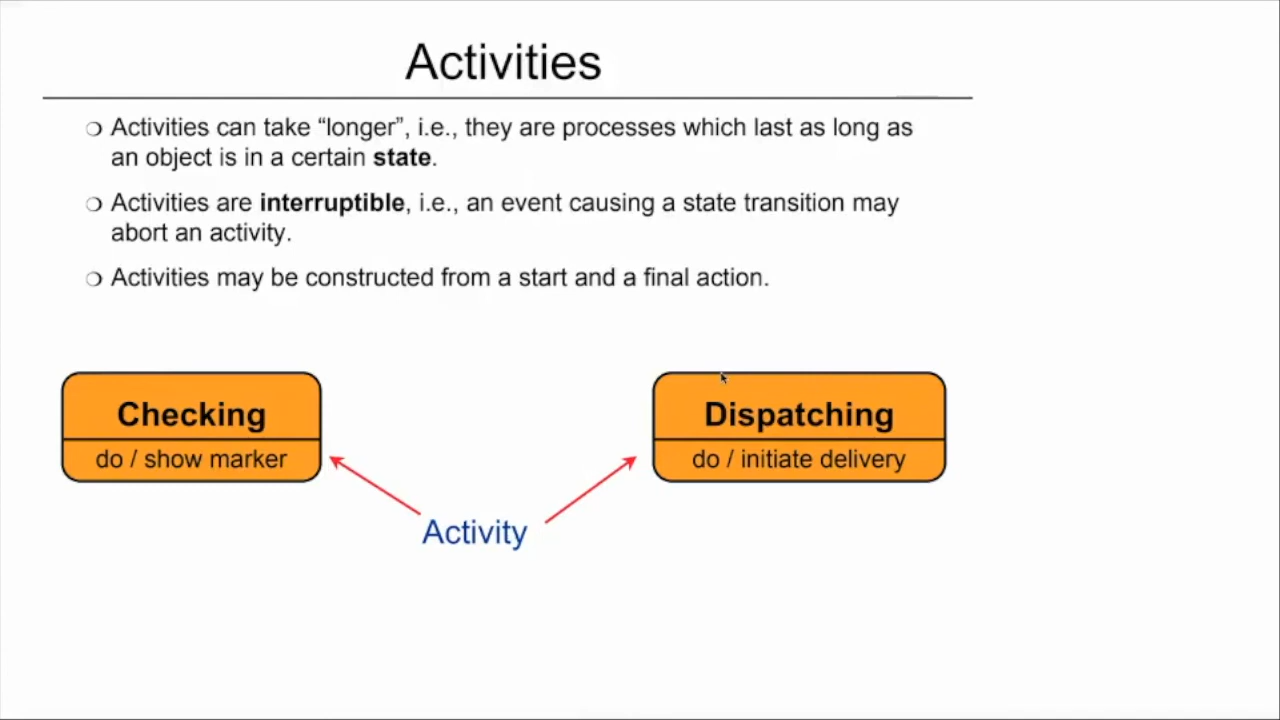 Activities
❍ Activities can take “longer”, i.e., they are processes which last as long as
an object is in a certain state.
❍ Activities are interruptible, i.e., an event causing a state transition may
abort an activity.
❍ Activities may be constructed from a start and a final action.
Checking
do / show marker
Dispatching
do / initiate delivery
Activity